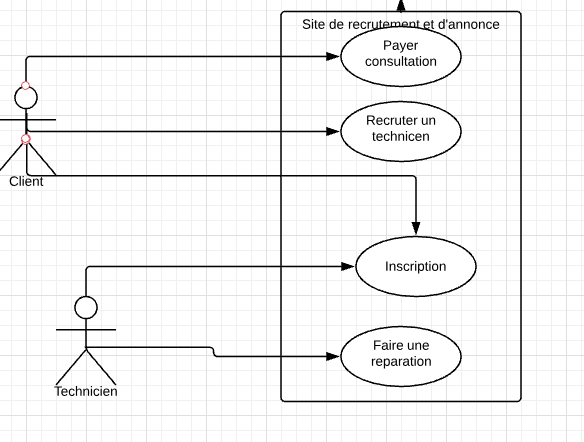 Site de recrutement et d'annonce
Payer
consultation
Recruter un
technicen
Client
Inscription
Faire une
reparation
Technicien